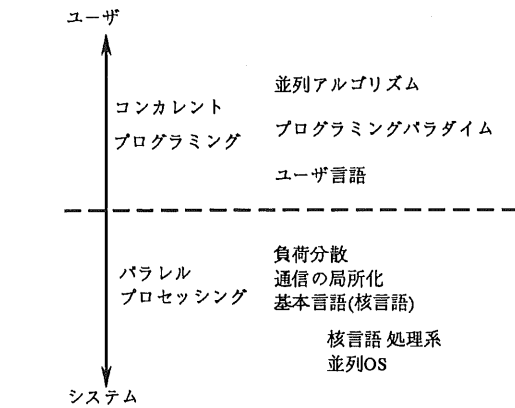 ユーザ
コンカレント
プログラミング
並列アルゴリズム
プログラミングパラダイム
ユーザ言語
パラレル
プロセッシング
負荷分散
通信の局所化
基本言語(核言語)
核言語 処理系
並列OS
システム